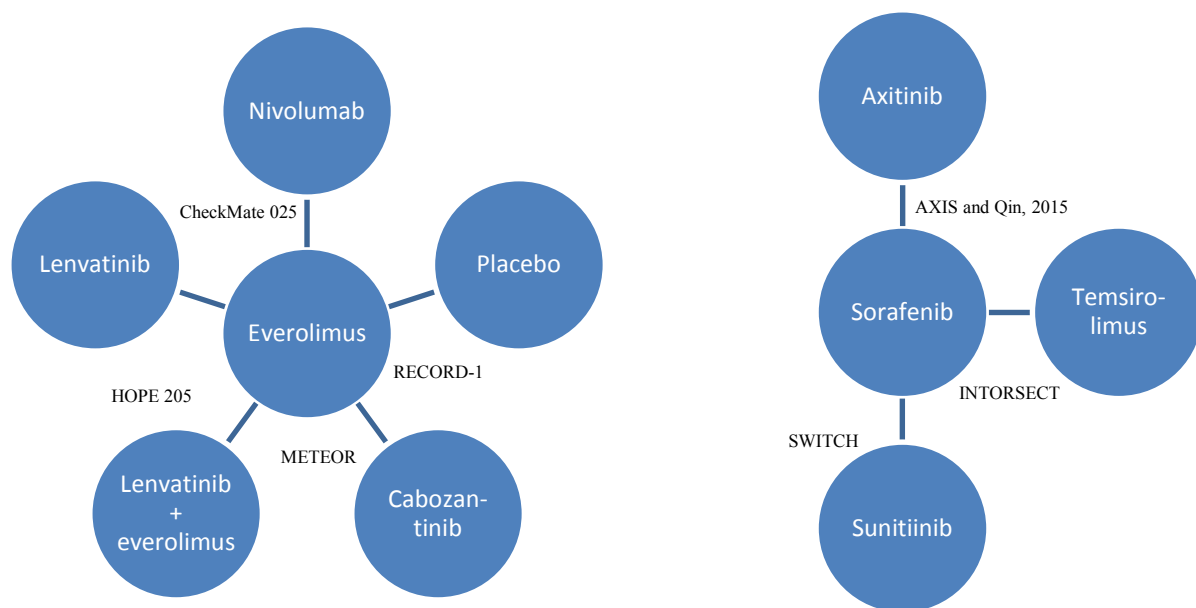 Nivolumab
CheckMate 025
Lenvatinib
Placebo
Everolimus
RECORD-1
HOPE 205
METEOR
Lenvatinib
+
everolimus
Cabozan-
tinib
Axitinib
AXIS and Qin, 2015
Sorafenib
Temsiro-
limus
INTORSECT
SWITCH
Sunitiinib